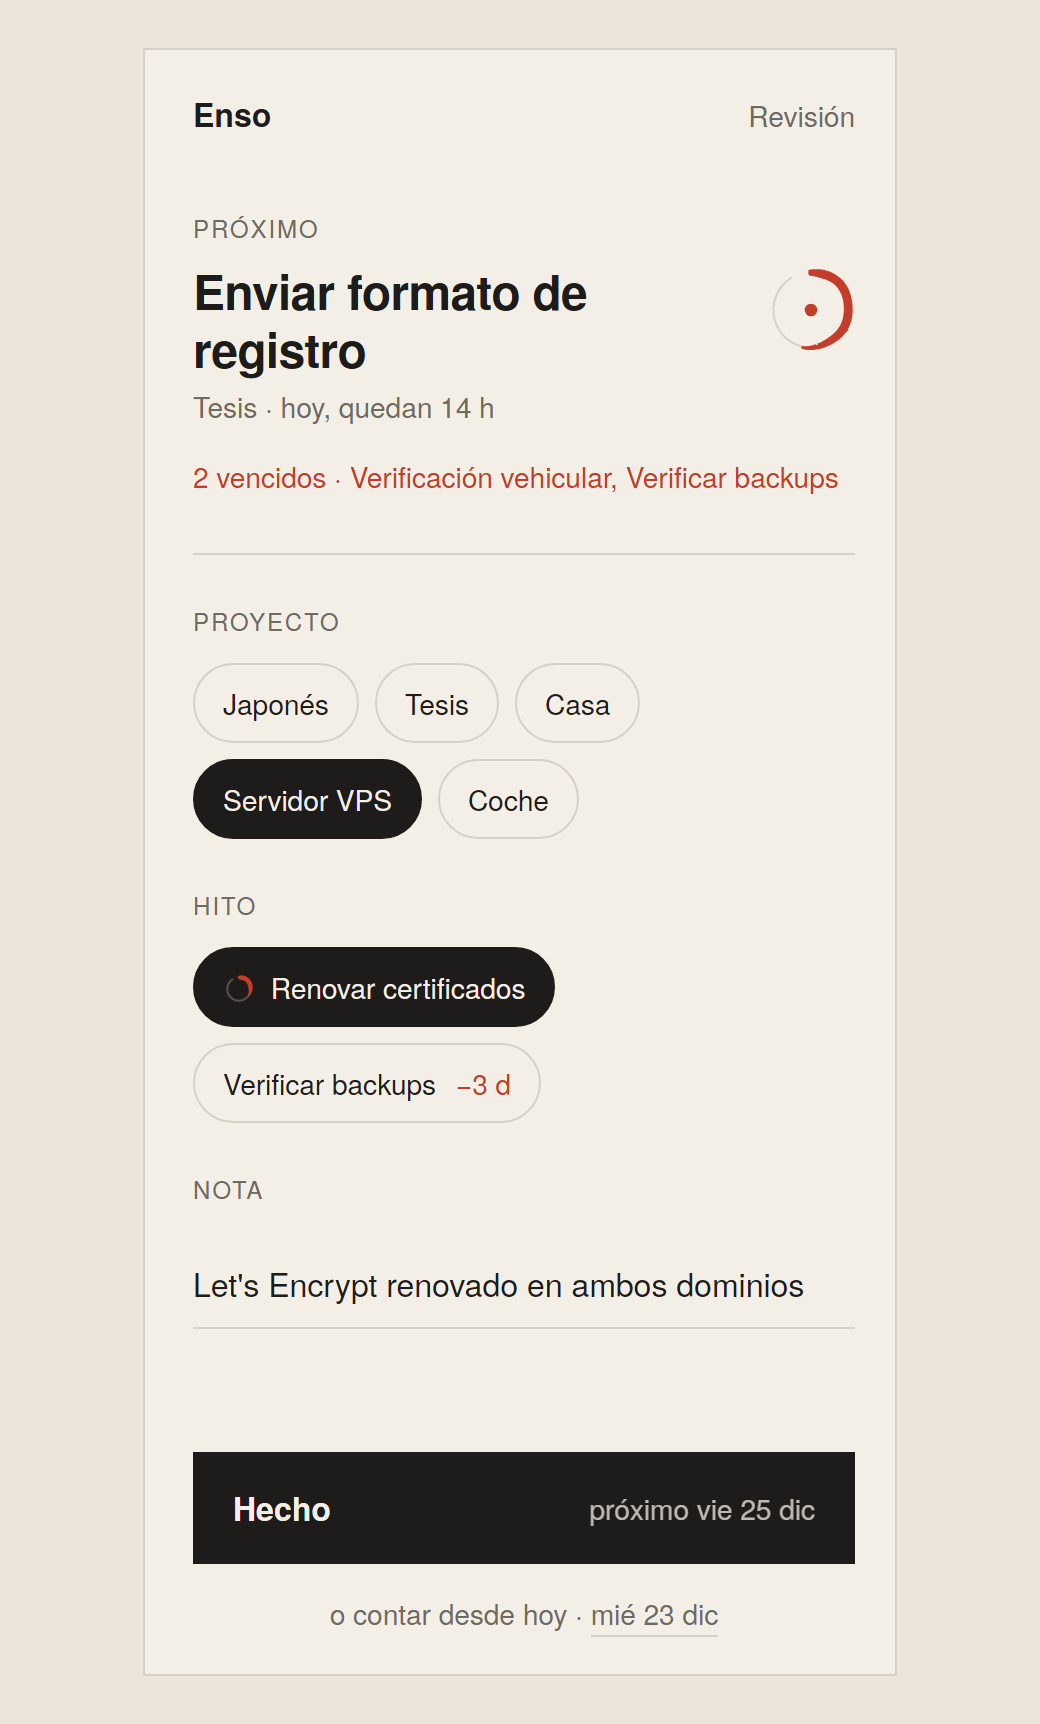 Enso
Revisión
PRÓXIMO
Enviar formato de
registro
Tesis · hoy, quedan 14 h
2 vencidos · Verificación vehicular, Verificar backups
PROYECTO
Japonés
Tesis
Casa
Servidor VPS
Coche
HITO
Renovar certificados
Verificar backups −3 d
NOTA
Let's Encrypt renovado en ambos dominios
Hecho
próximo vie 25 dic
o contar desde hoy · mié 23 dic